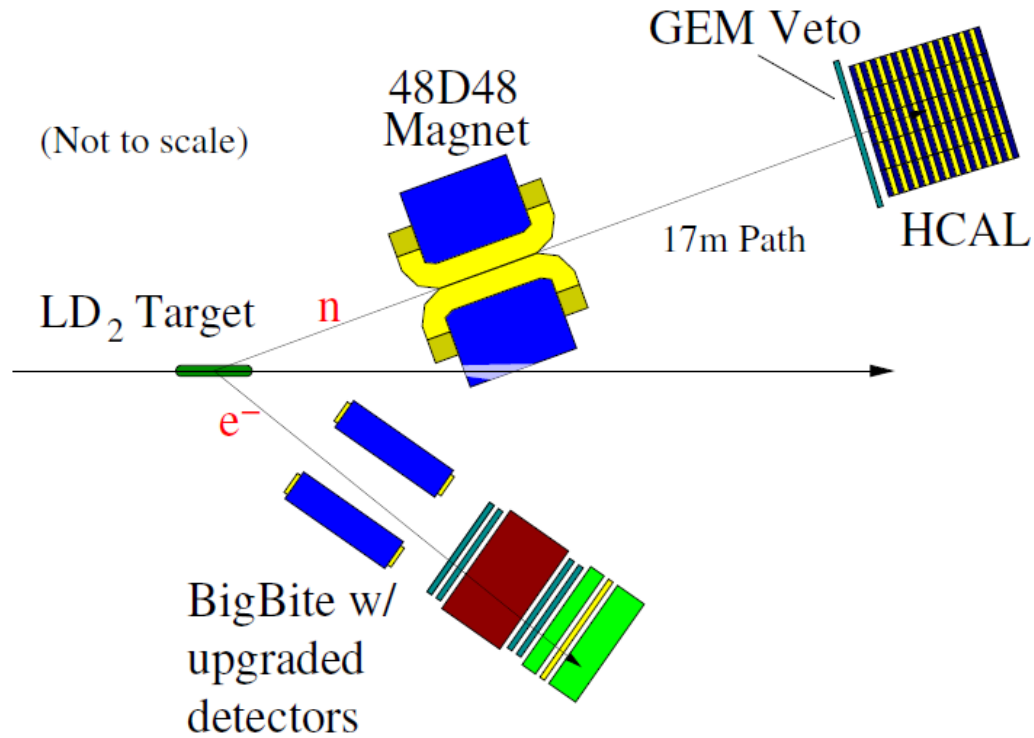 GEM Veto
48D48
Magnet
(Not to scale)
HCAL
17m Path
n
LD₂ Target
e⁻
BigBite w/
upgraded
detectors